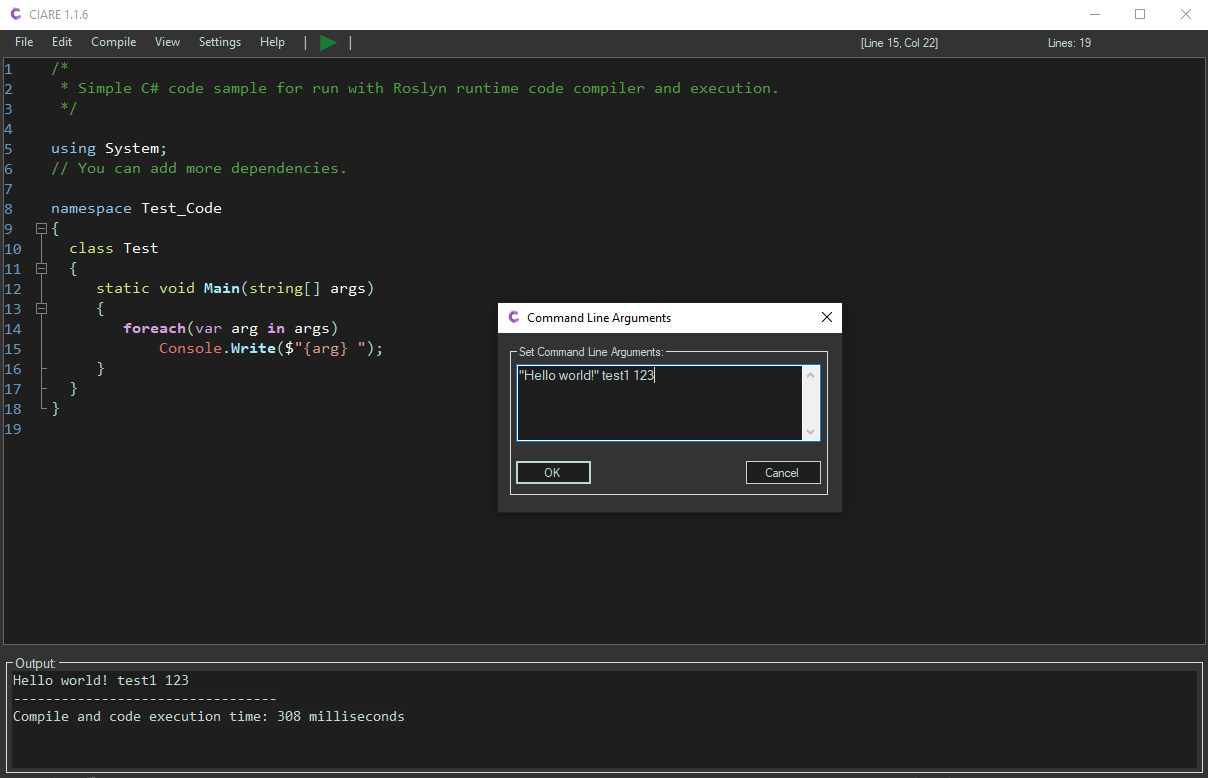 CIARE 1.1.6
File Edit Compile View Settings Help | | [Line 15, Col 22] Lines: 19
1 /*
2 * Simple C# code sample for run with Roslyn runtime code compiler and execution.
3 */
4
5 using System;
6 // You can add more dependencies.
7
8 namespace Test_Code
9 {
10 class Test
11 {
12 static void Main(string[] args)
13 {
14 foreach(var arg in args)
15 Console.Write($"{arg} ");
16 }
17 }
18 }
19
Command Line Arguments
Set Command Line Arguments:
"Hello world!" test1 123
OK Cancel
Output:
Hello world! test1 123
---------------------------------
Compile and code execution time: 308 milliseconds